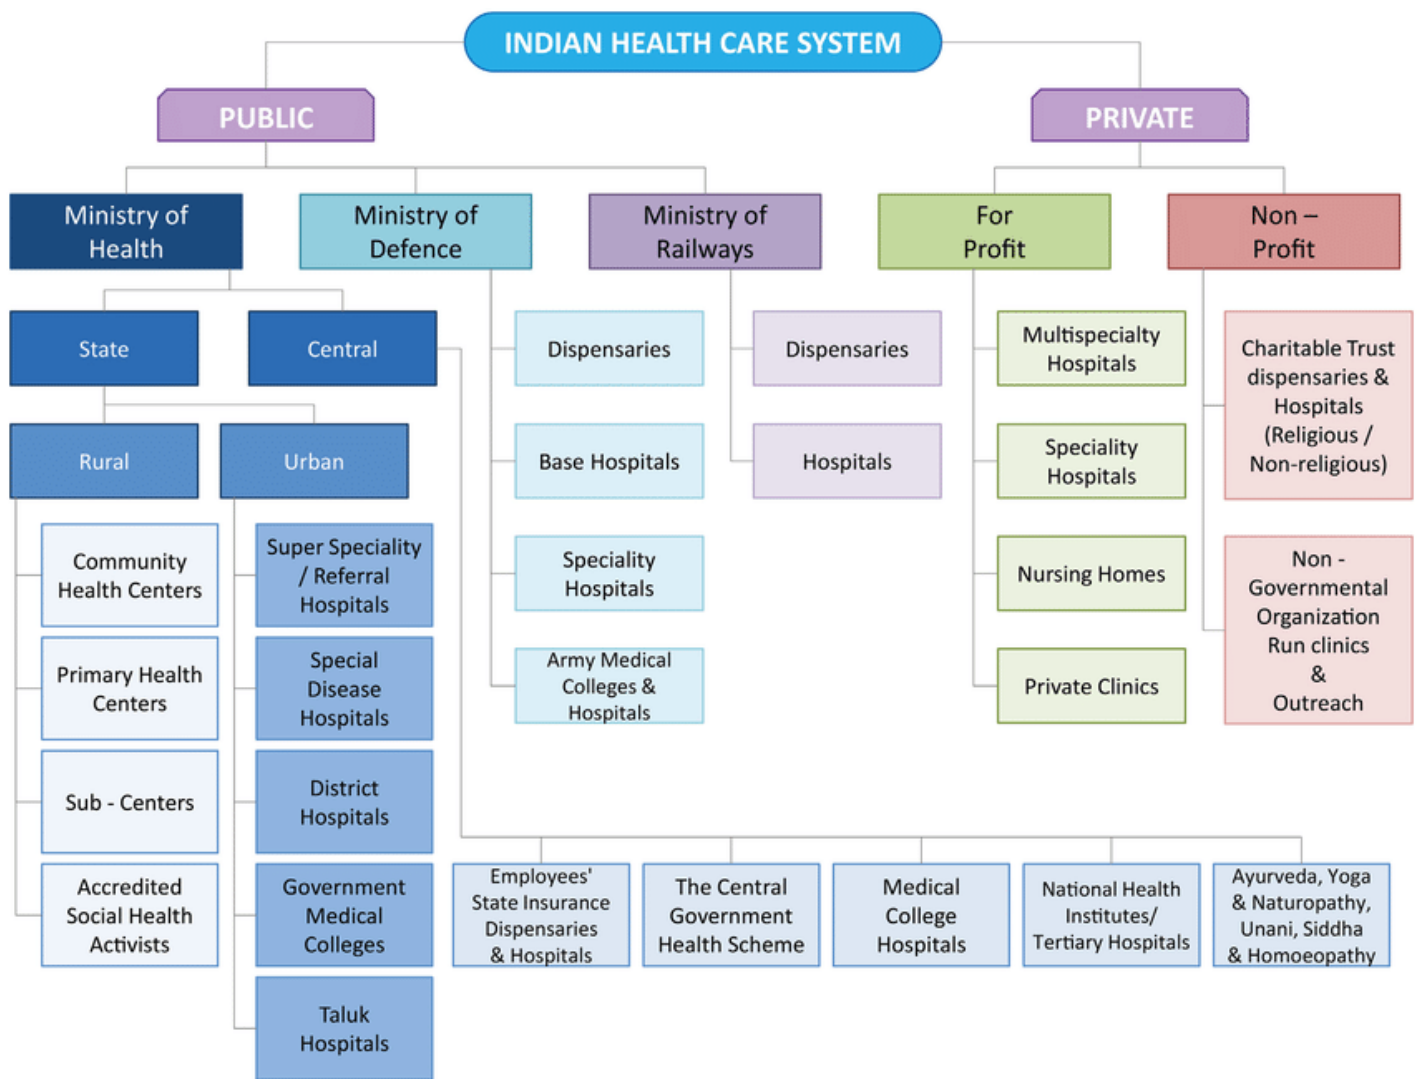 INDIAN HEALTH CARE SYSTEM
PUBLIC
PRIVATE
Ministry of
Health
Ministry of
Defence
Ministry of
Railways
For
Profit
Non –
Profit
State
Central
Dispensaries
Dispensaries
Multispecialty
Hospitals
Charitable Trust
dispensaries &
Hospitals
(Religious /
Non-religious)
Rural
Urban
Base Hospitals
Hospitals
Speciality
Hospitals
Community
Health Centers
Super Speciality
/ Referral
Hospitals
Speciality
Hospitals
Nursing Homes
Non -
Governmental
Organization
Run clinics
&
Outreach
Primary Health
Centers
Special
Disease
Hospitals
Army Medical
Colleges &
Hospitals
Private Clinics
Sub - Centers
District
Hospitals
Accredited
Social Health
Activists
Government
Medical
Colleges
Employees'
State Insurance
Dispensaries
& Hospitals
The Central
Government
Health Scheme
Medical
College
Hospitals
National Health
Institutes/
Tertiary Hospitals
Ayurveda, Yoga
& Naturopathy,
Unani, Siddha
& Homoeopathy
Taluk
Hospitals